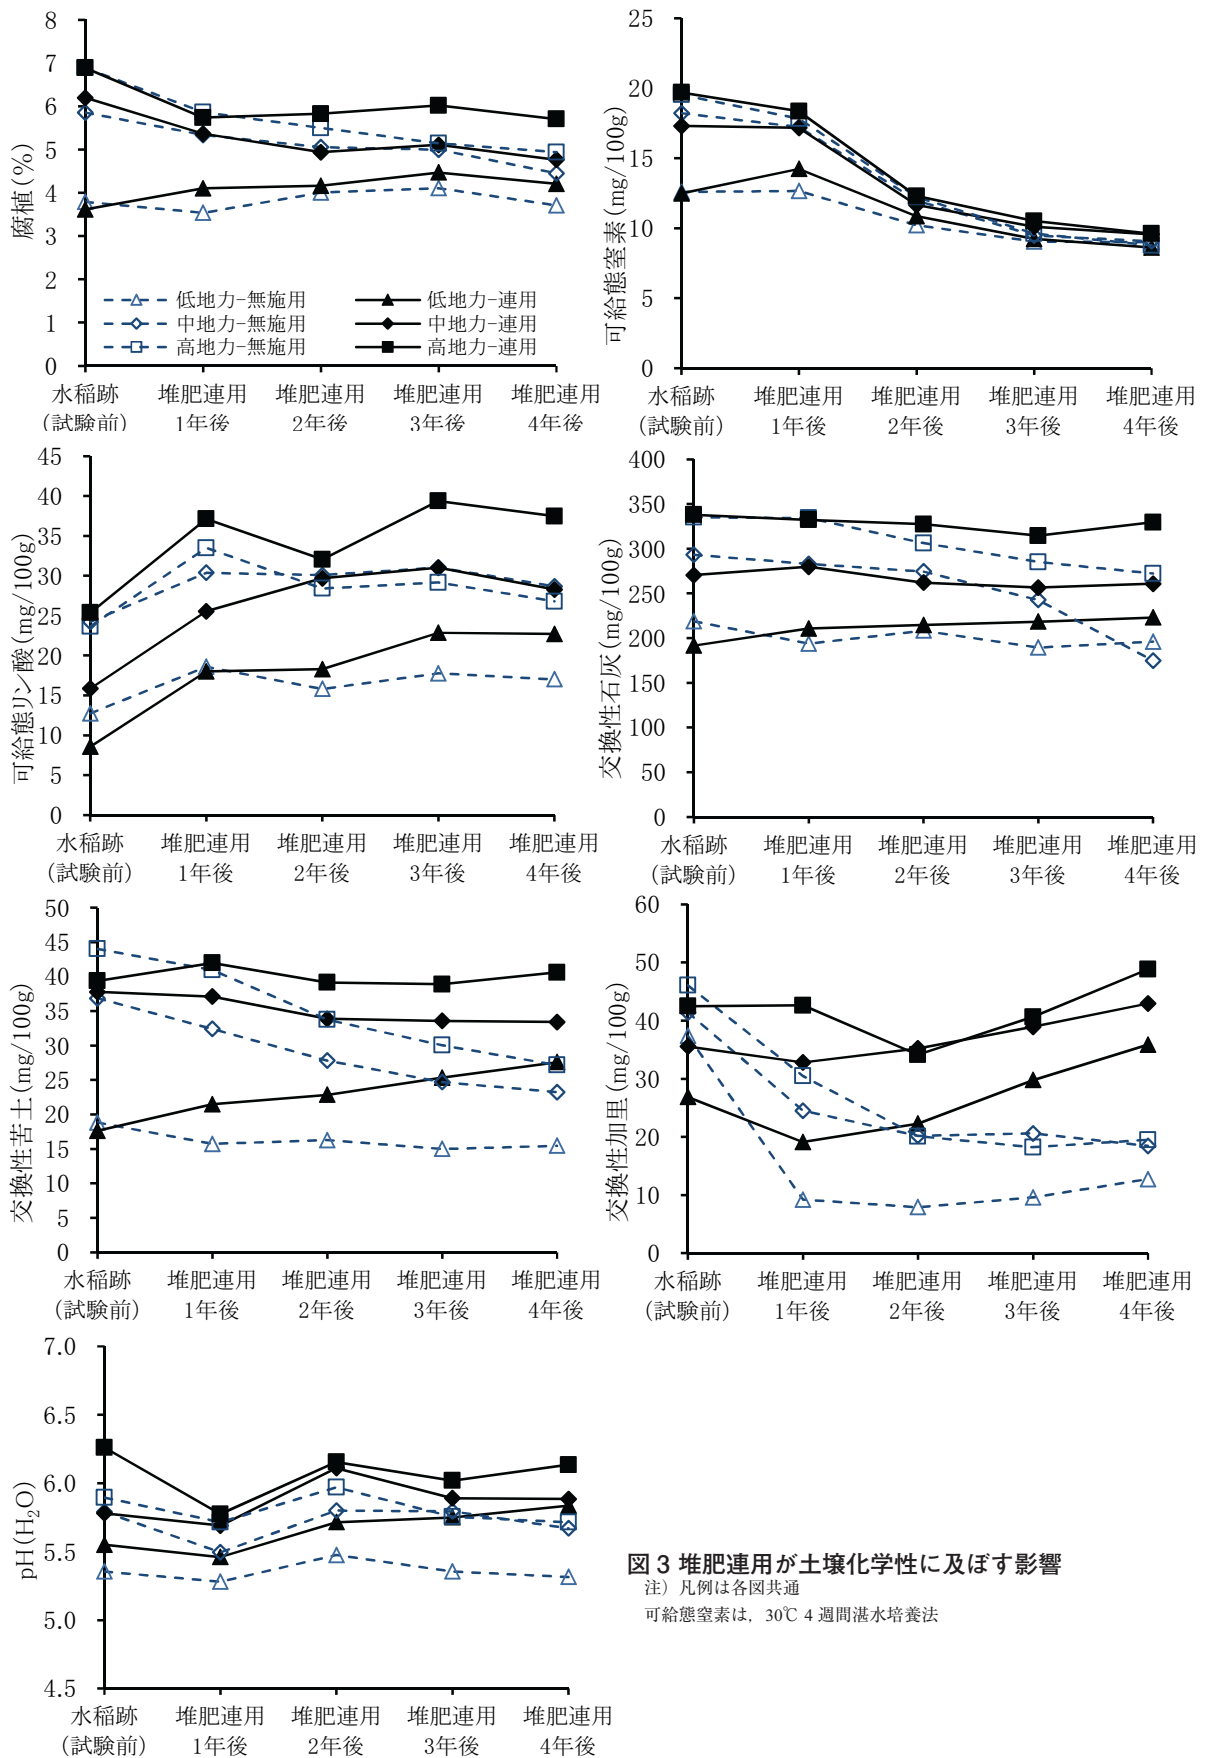 8
7
6
5
4
3
2
1
0
腐植(%)
低地力-無施用
中地力-無施用
高地力-無施用
低地力-連用
中地力-連用
高地力-連用
水稲跡 堆肥連用 堆肥連用 堆肥連用 堆肥連用
(試験前) 1年後 2年後 3年後 4年後
25
20
15
10
5
0
可給態窒素(mg/100g)
水稲跡 堆肥連用 堆肥連用 堆肥連用 堆肥連用
(試験前) 1年後 2年後 3年後 4年後
45
40
35
30
25
20
15
10
5
0
可給態リン酸(mg/100g)
水稲跡 堆肥連用 堆肥連用 堆肥連用 堆肥連用
(試験前) 1年後 2年後 3年後 4年後
400
350
300
250
200
150
100
50
0
交換性石灰(mg/100g)
水稲跡 堆肥連用 堆肥連用 堆肥連用 堆肥連用
(試験前) 1年後 2年後 3年後 4年後
50
45
40
35
30
25
20
15
10
5
0
交換性苦土(mg/100g)
水稲跡 堆肥連用 堆肥連用 堆肥連用 堆肥連用
(試験前) 1年後 2年後 3年後 4年後
60
50
40
30
20
10
0
交換性加里(mg/100g)
水稲跡 堆肥連用 堆肥連用 堆肥連用 堆肥連用
(試験前) 1年後 2年後 3年後 4年後
7.0
6.5
6.0
5.5
5.0
4.5
pH(H₂O)
水稲跡 堆肥連用 堆肥連用 堆肥連用 堆肥連用
(試験前) 1年後 2年後 3年後 4年後
図3 堆肥連用が土壌化学性に及ぼす影響
注）凡例は各図共通
可給態窒素は，30℃ 4 週間湛水培養法